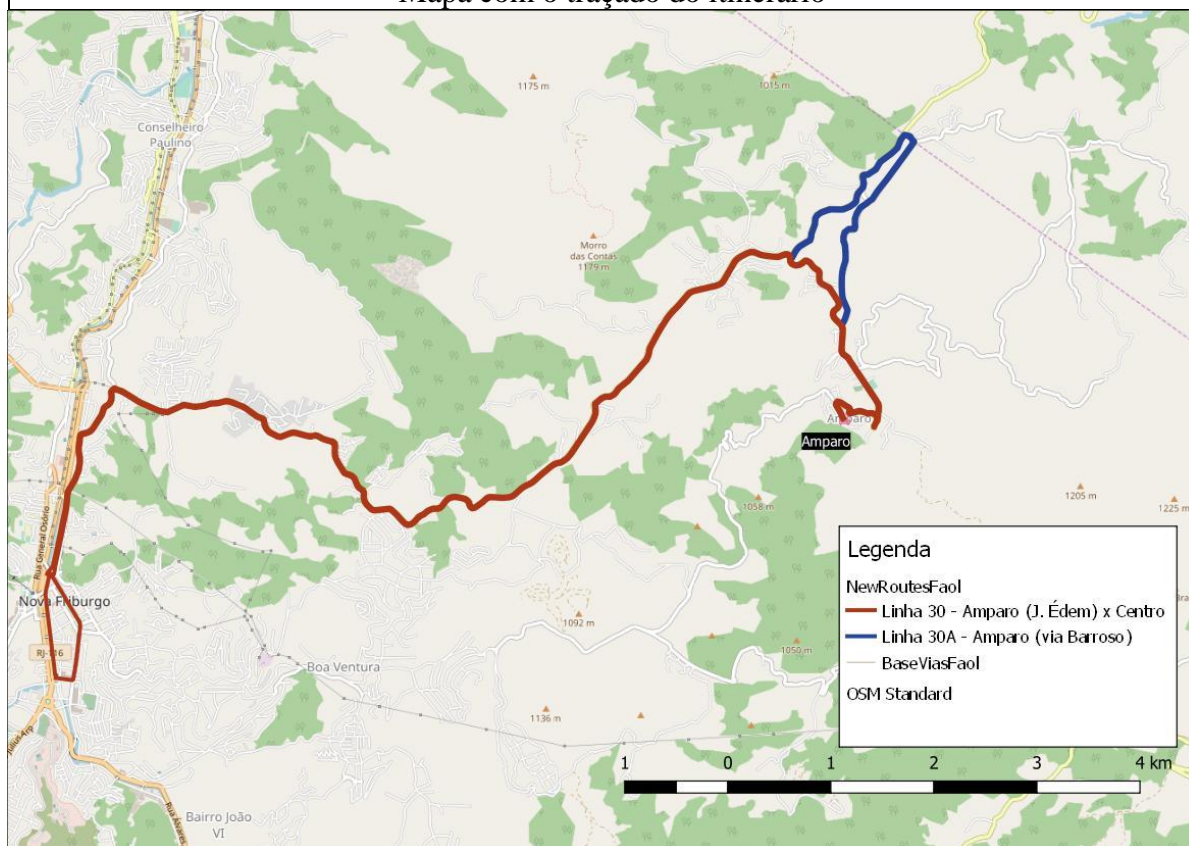 Mapa com o traçado do itinerário
1175 m
1015 m
Conselheiro
Paulino
Morro
das Contas
1179 m
Amparo
Amparo
1058 m
1205 m
1225 m
Rua General Osório
Nova Friburgo
RJ-116
Boa Ventura
1092 m
1050 m
1136 m
Bairro João
VI
Legenda
NewRoutesFaol
Linha 30 - Amparo (J. Édem) x Centro
Linha 30A - Amparo (via Barroso)
BaseViasFaol
OSM Standard
1 0 1 2 3 4 km